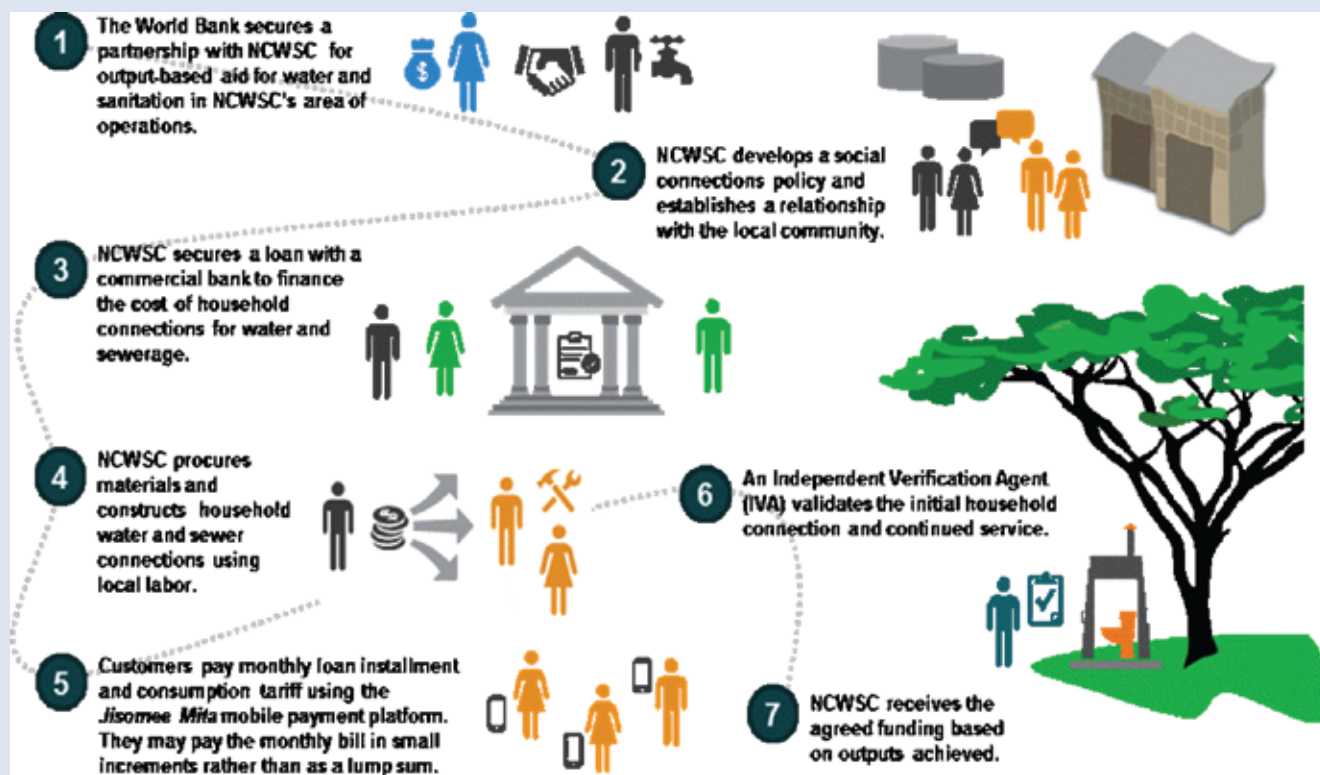 1
The World Bank secures a
partnership with NCWSC for
output-based aid for water and
sanitation in NCWSC's area of
operations.
$
2
NCWSC develops a social
connections policy and
establishes a relationship
with the local community.
3
NCWSC secures a loan with a
commercial bank to finance
the cost of household
connections for water and
sewerage.
4
NCWSC procures
materials and
constructs household
water and sewer
connections using
local labor.
5
Customers pay monthly loan installment
and consumption tariff using the
Jisomee Mita mobile payment platform.
They may pay the monthly bill in small
increments rather than as a lump sum.
6
An Independent Verification Agent
(IVA) validates the initial household
connection and continued service.
7
NCWSC receives the
agreed funding based
on outputs achieved.